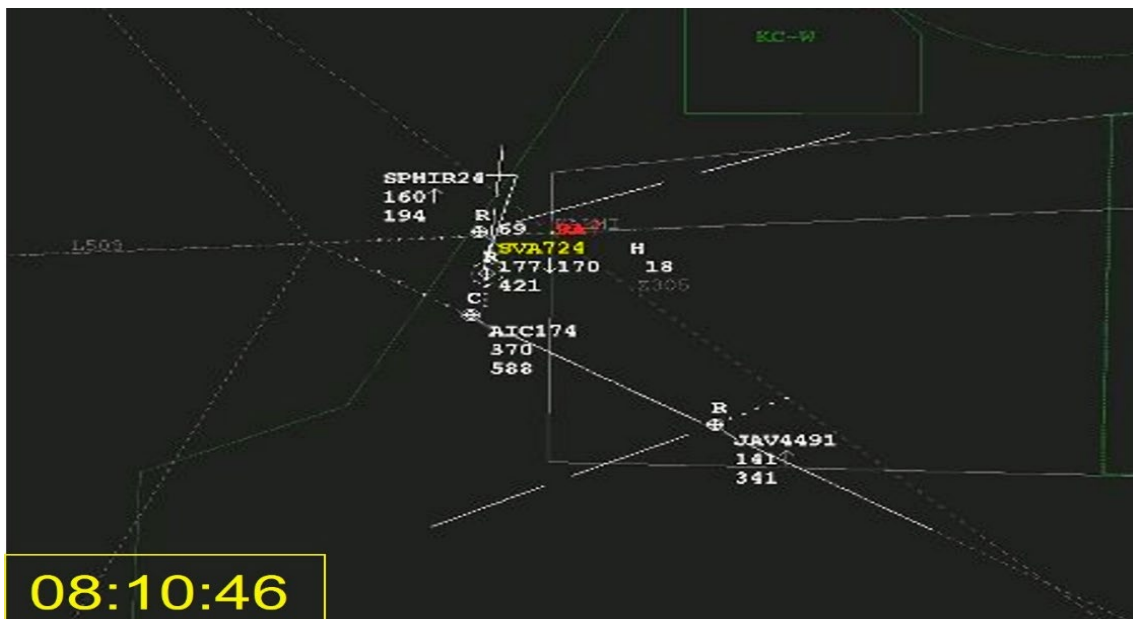 KC-W
SPHIR24
160↑
194
R
69
L509
SVA724 H
R
177↓170 18
421
Z306
C
AIC174
370
588
R
JAV4491
141↑
341
08:10:46